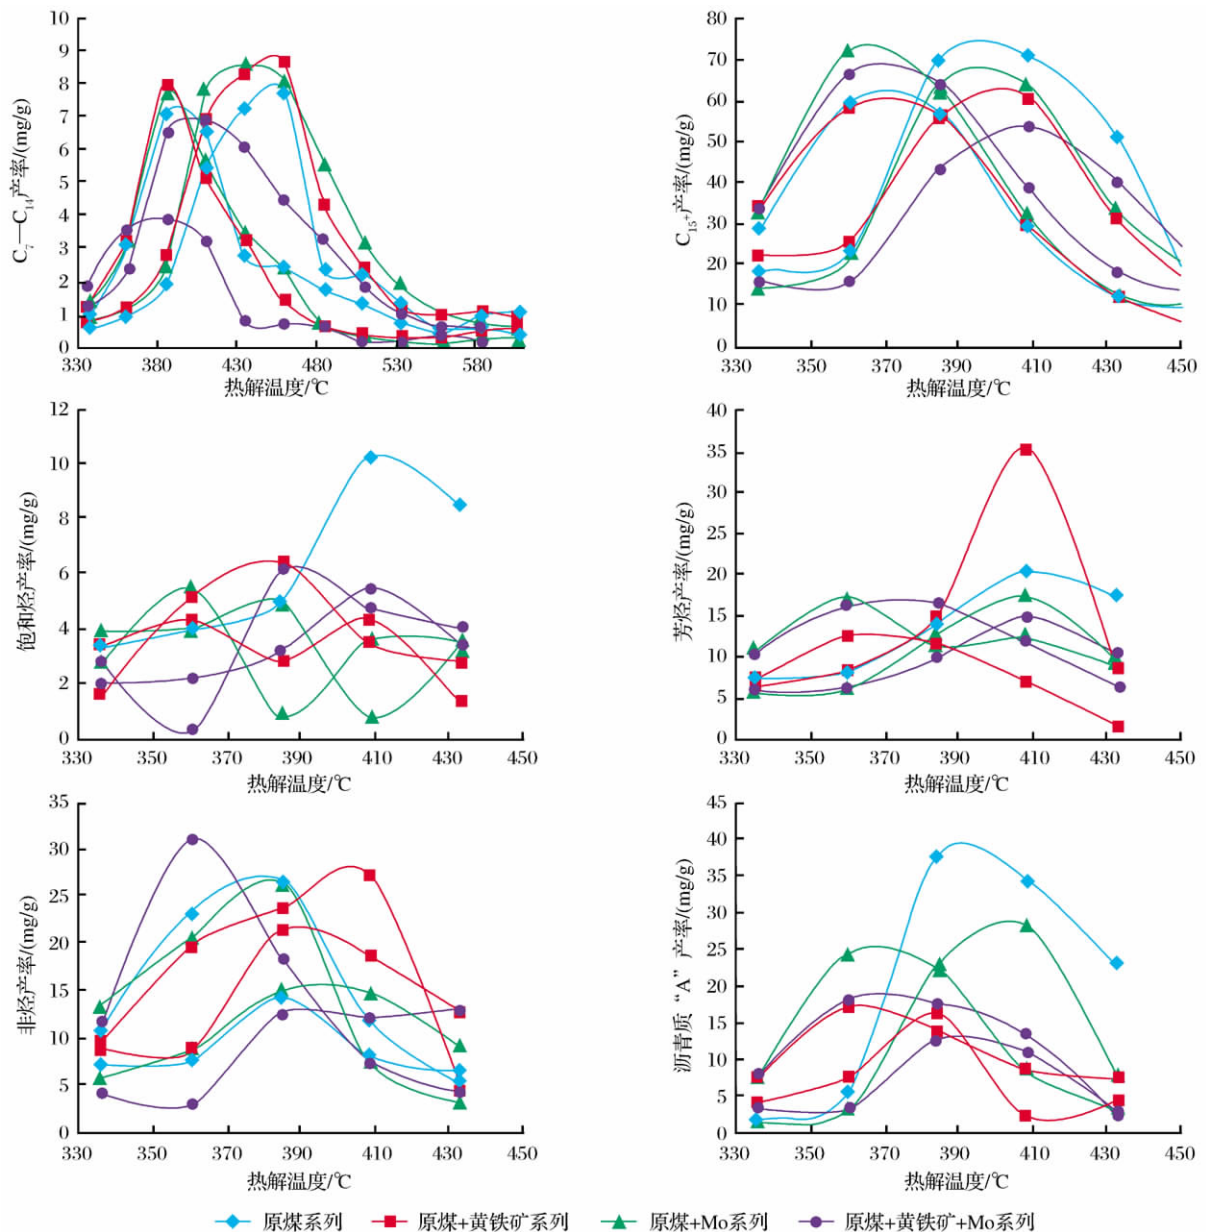 C₇—C₁₄产率/(mg/g)
10
9
8
7
6
5
4
3
2
1
0
330 380 430 480 530 580
热解温度/℃
C₁₅₊产率/(mg/g)
80
70
60
50
40
30
20
10
0
330 350 370 390 410 430 450
热解温度/℃
饱和烃产率/(mg/g)
12
10
8
6
4
2
0
330 350 370 390 410 430 450
热解温度/℃
芳烃产率/(mg/g)
40
35
30
25
20
15
10
5
0
330 350 370 390 410 430 450
热解温度/℃
非烃产率/(mg/g)
35
30
25
20
15
10
5
0
330 350 370 390 410 430 450
热解温度/℃
沥青质“A”产率/(mg/g)
45
40
35
30
25
20
15
10
5
0
330 350 370 390 410 430 450
热解温度/℃
原煤系列 原煤+黄铁矿系列 原煤+Mo系列 原煤+黄铁矿+Mo系列